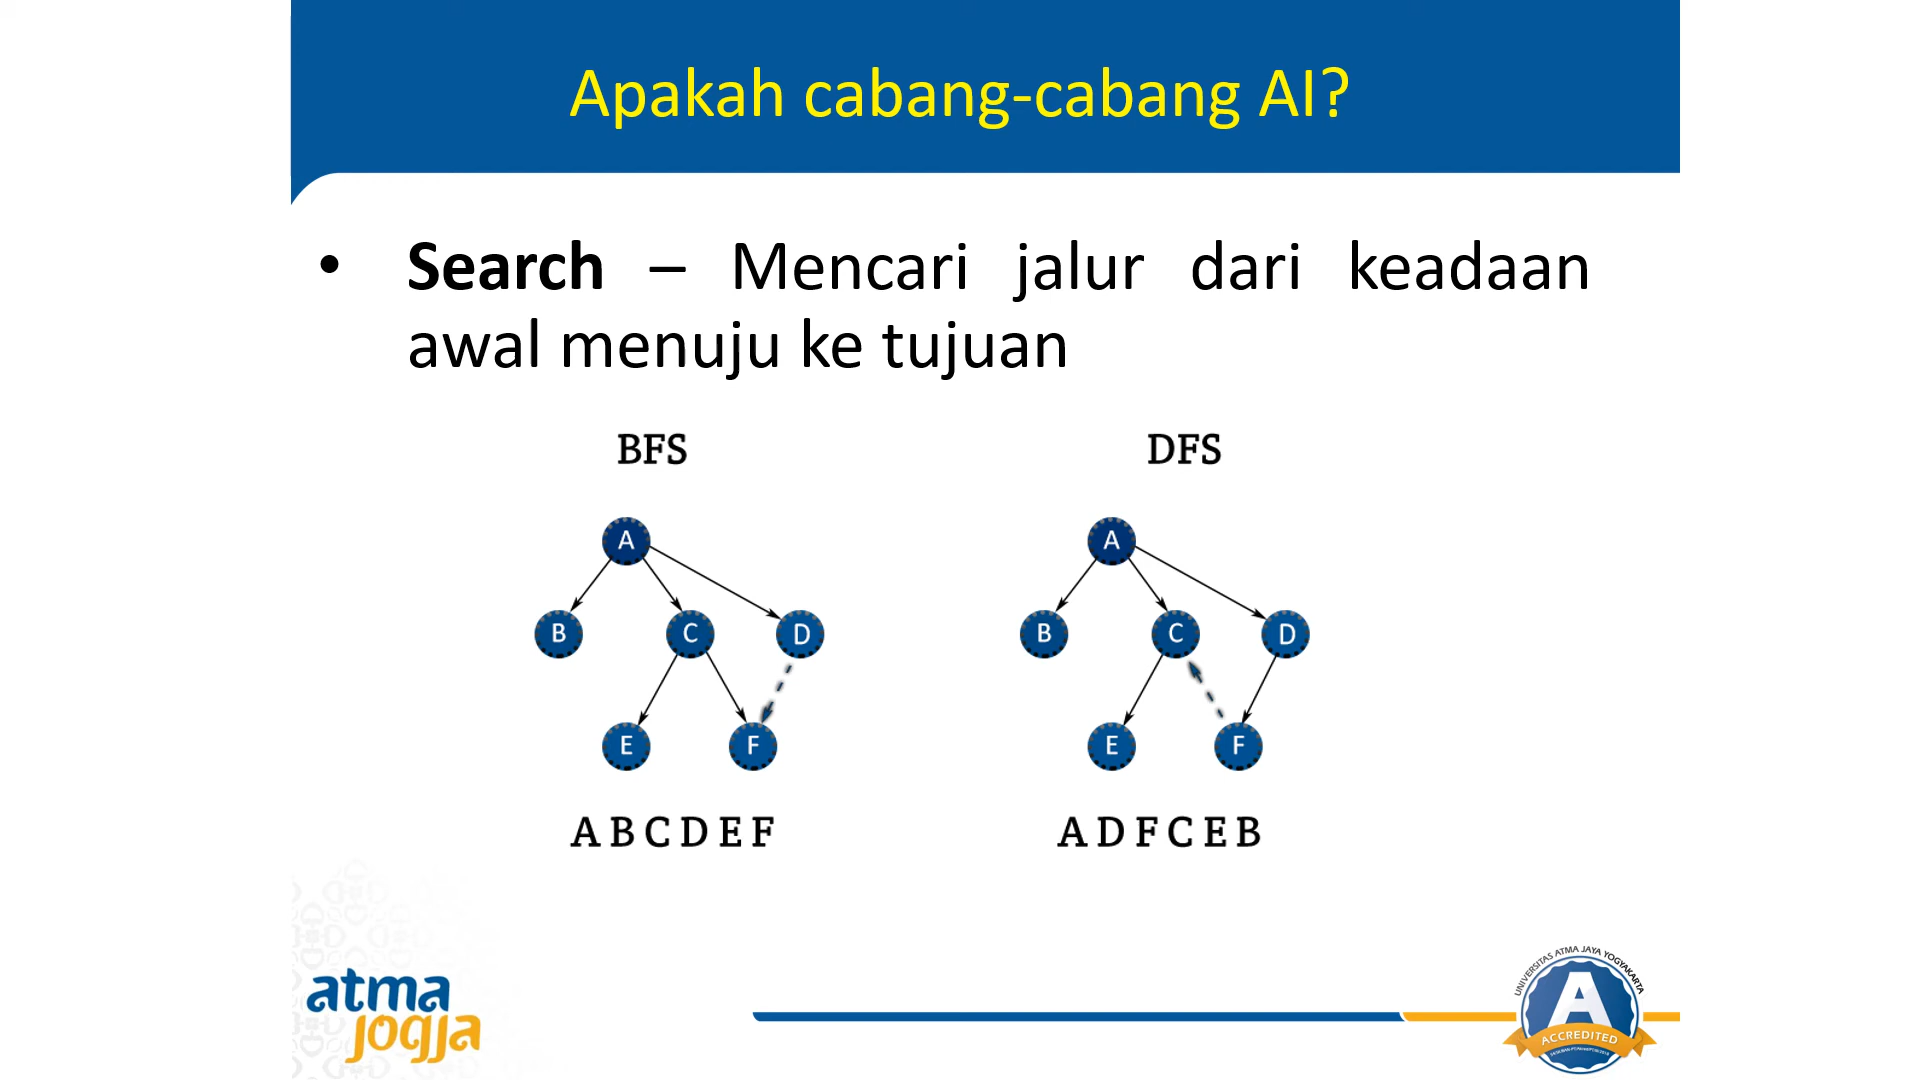 Apakah cabang-cabang AI?
• Search – Mencari jalur dari keadaan
awal menuju ke tujuan
BFS
A
B
C
D
E
F
A B C D E F
DFS
A
B
C
D
E
F
A D F C E B
atma
jogja
UNIVERSITAS ATMA JAYA YOGYAKARTA
A
ACCREDITED